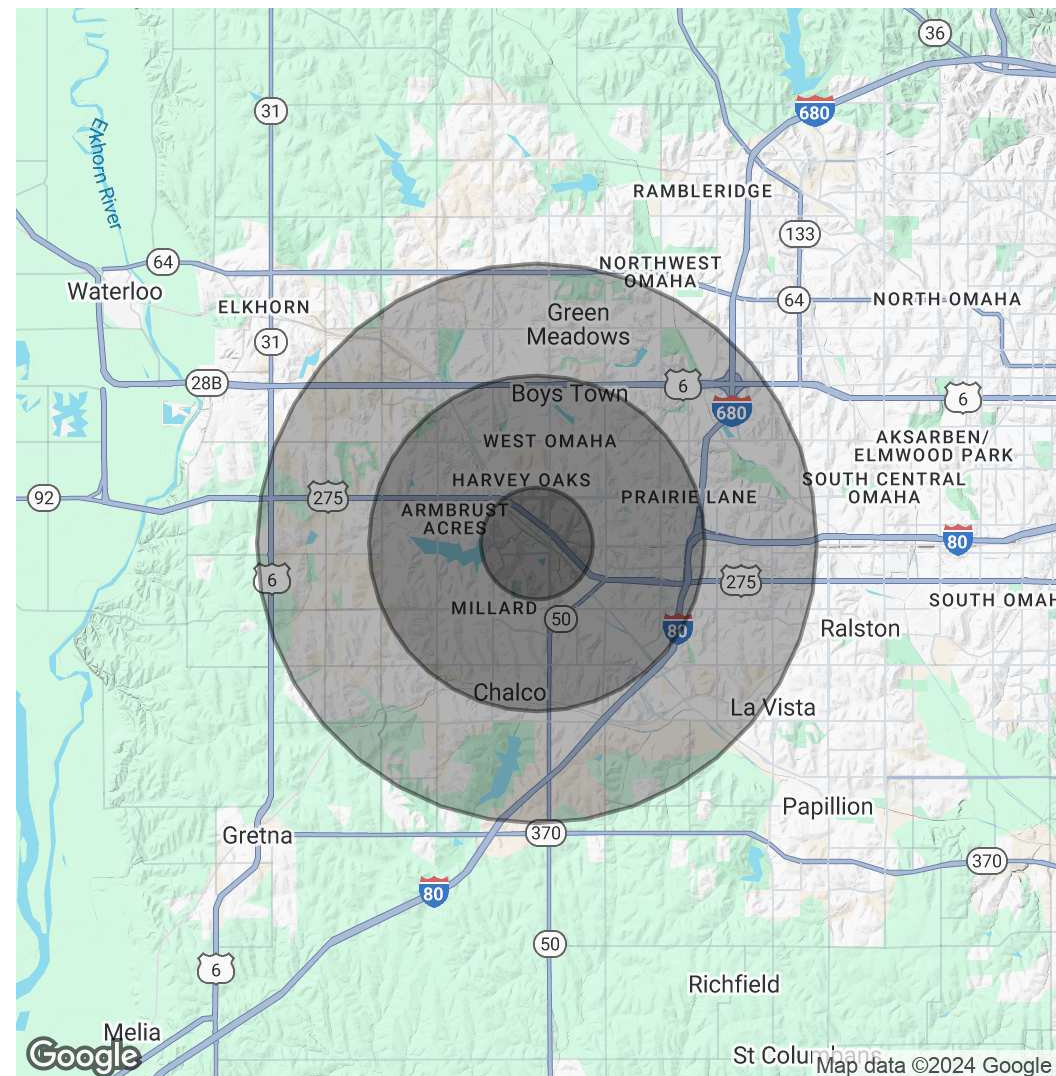 36
31
680
Elkhorn River
RAMBLERIDGE
133
64
NORTHWEST
OMAHA
Waterloo
ELKHORN
64
NORTH OMAHA
Green
Meadows
31
28B
6
Boys Town
6
680
WEST OMAHA
AKSARBEN/
ELMWOOD PARK
HARVEY OAKS
SOUTH CENTRAL
OMAHA
92
275
PRAIRIE LANE
ARMBRUST
ACRES
80
6
275
MILLARD
50
SOUTH OMAH
80
Ralston
Chalco
La Vista
Papillion
Gretna
370
370
80
50
6
Richfield
Melia
Google
St Columbans
Map data ©2024 Google